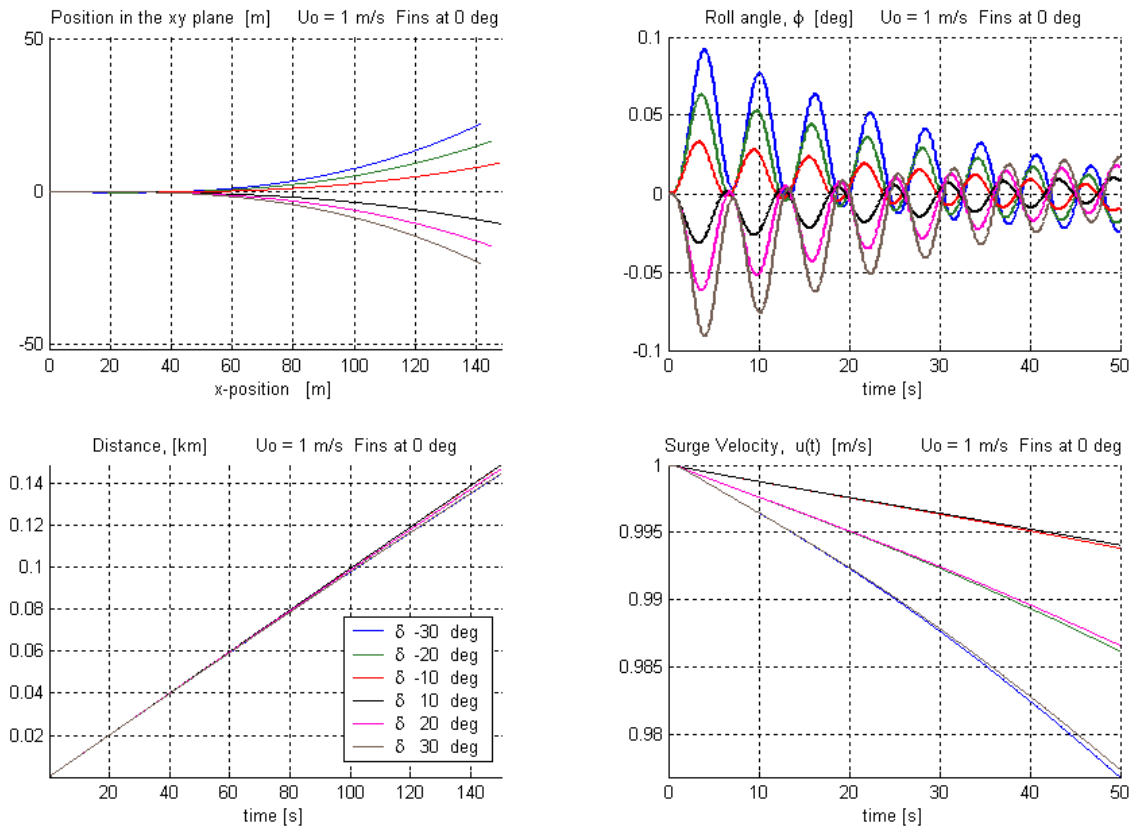 Position in the xy plane [m] Uo = 1 m/s Fins at 0 deg
50
0
-50
0 20 40 60 80 100 120 140
x-position [m]
Roll angle, ϕ [deg] Uo = 1 m/s Fins at 0 deg
0.1
0.05
0
-0.05
-0.1
0 10 20 30 40 50
time [s]
Distance, [km] Uo = 1 m/s Fins at 0 deg
0.14
0.12
0.1
0.08
0.06
0.04
0.02
20 40 60 80 100 120 140
time [s]
δ -30 deg
δ -20 deg
δ -10 deg
δ 10 deg
δ 20 deg
δ 30 deg
Surge Velocity, u(t) [m/s] Uo = 1 m/s Fins at 0 deg
1
0.995
0.99
0.985
0.98
0 10 20 30 40 50
time [s]